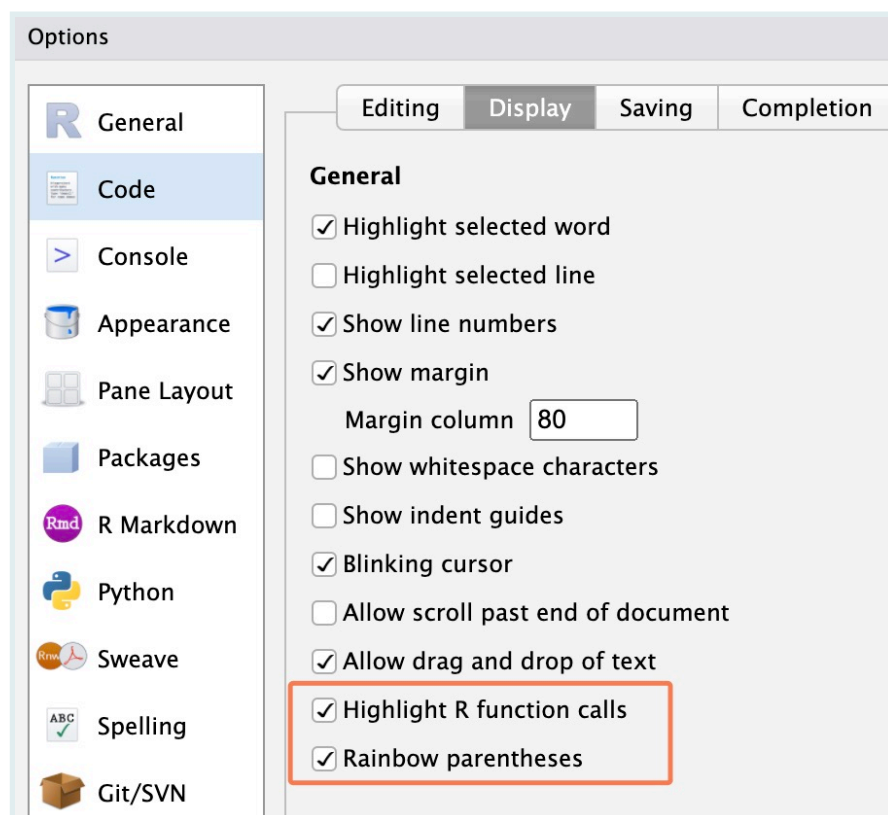 Options
General
Code
Console
Appearance
Pane Layout
Packages
Rmd R Markdown
Python
Rnw Sweave
ABC Spelling
Git/SVN
Editing Display Saving Completion
General
Highlight selected word
Highlight selected line
Show line numbers
Show margin
Margin column 80
Show whitespace characters
Show indent guides
Blinking cursor
Allow scroll past end of document
Allow drag and drop of text
Highlight R function calls
Rainbow parentheses